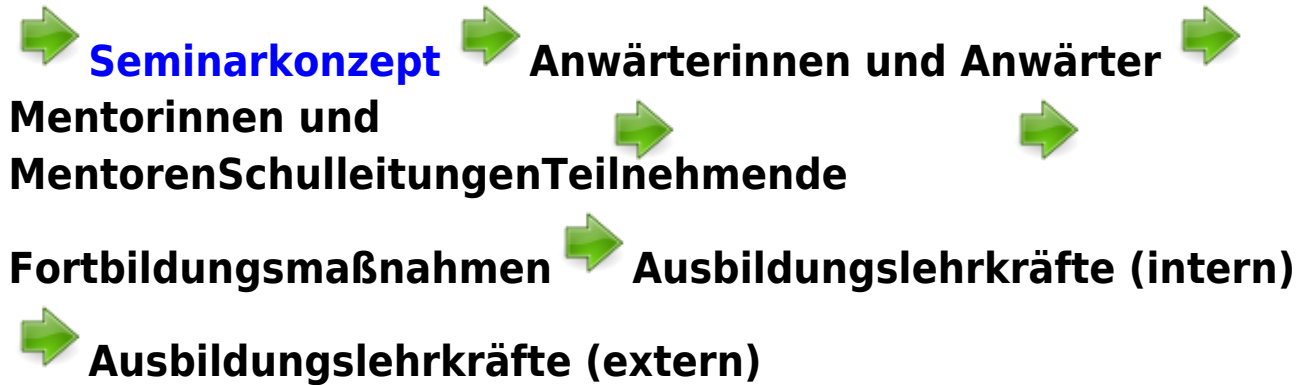 Seminarkonzept Anwärterinnen und Anwärter
Mentorinnen und
MentorenSchulleitungenTeilnehmende
Fortbildungsmaßnahmen Ausbildungslehrkräfte (intern)
Ausbildungslehrkräfte (extern)